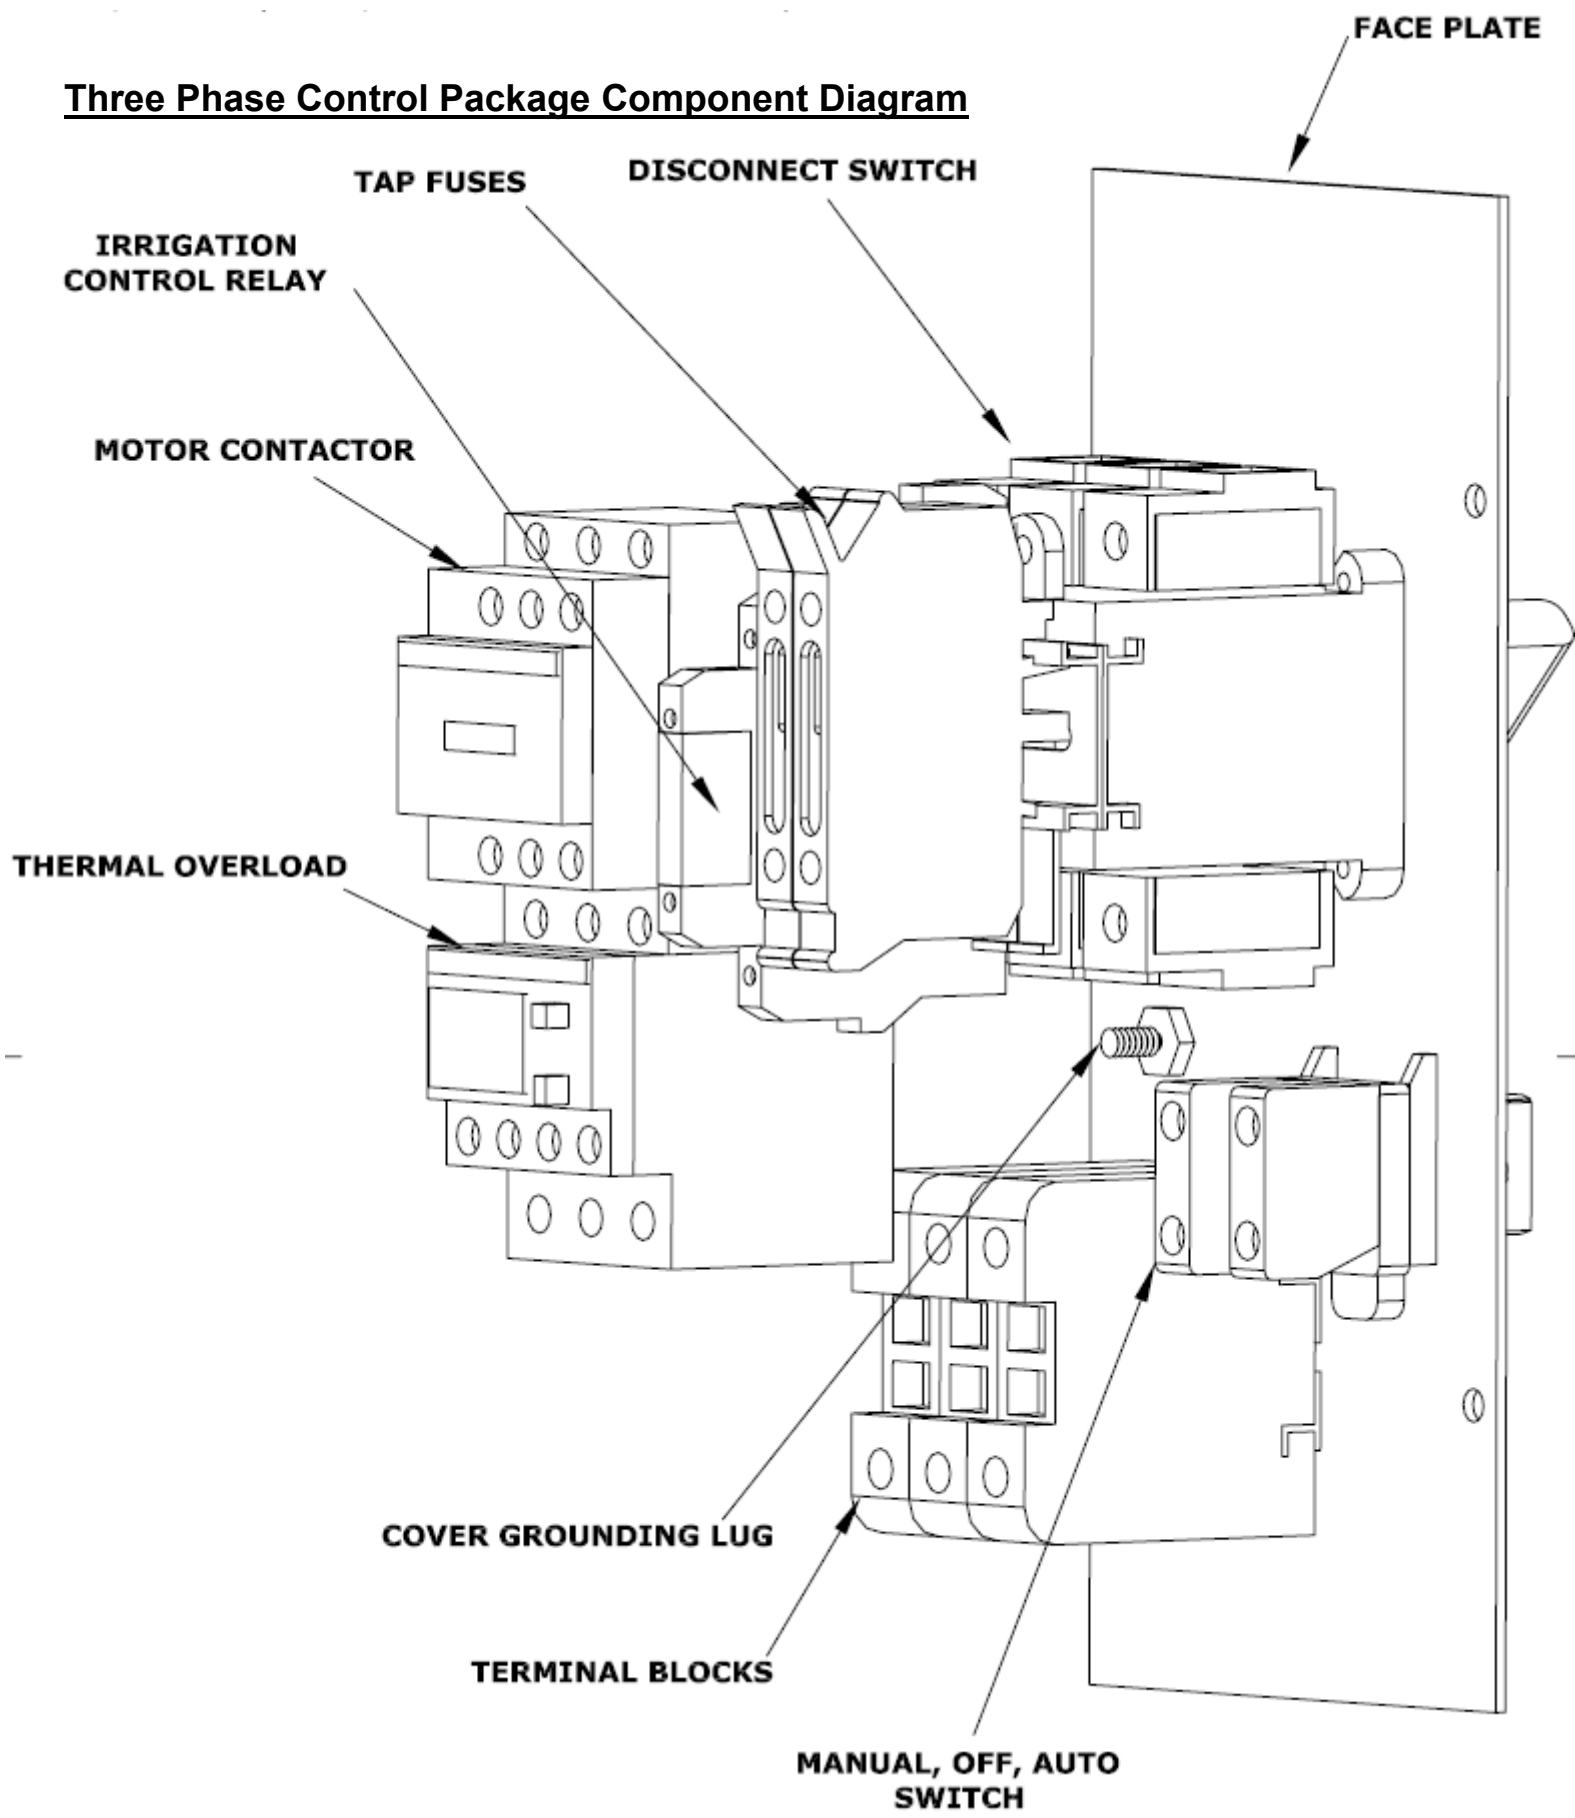 FACE PLATE
Three Phase Control Package Component Diagram
DISCONNECT SWITCH
TAP FUSES
IRRIGATION
CONTROL RELAY
MOTOR CONTACTOR
THERMAL OVERLOAD
COVER GROUNDING LUG
TERMINAL BLOCKS
MANUAL, OFF, AUTO
SWITCH